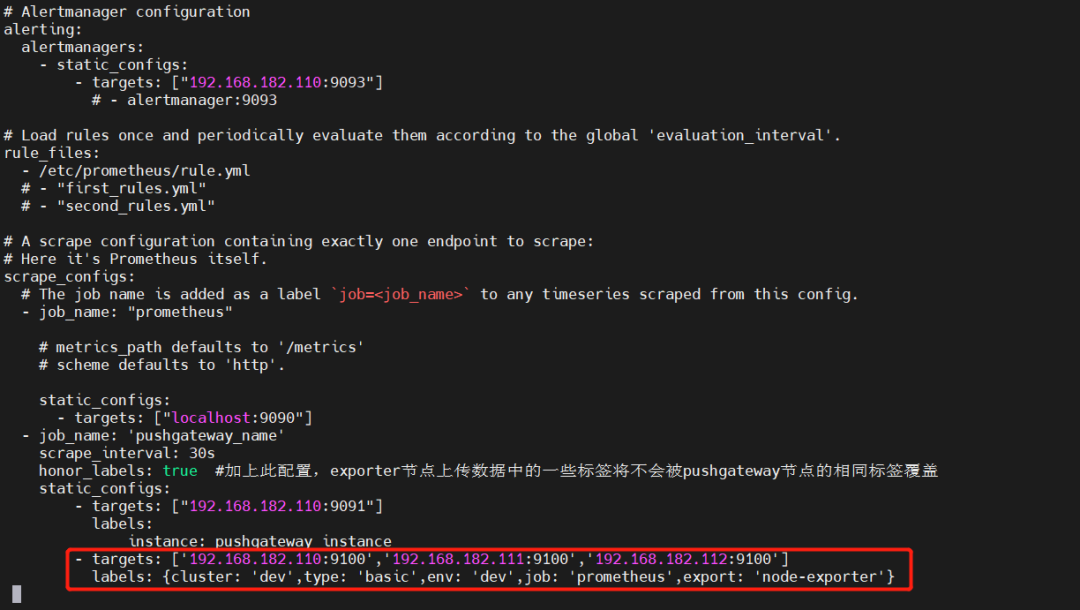 # Alertmanager configuration
alerting:
  alertmanagers:
    - static_configs:
        - targets: ["192.168.182.110:9093"]
          # - alertmanager:9093

# Load rules once and periodically evaluate them according to the global 'evaluation_interval'.
rule_files:
  - /etc/prometheus/rule.yml
  # - "first_rules.yml"
  # - "second_rules.yml"

# A scrape configuration containing exactly one endpoint to scrape:
# Here it's Prometheus itself.
scrape_configs:
  # The job name is added as a label `job=<job_name>` to any timeseries scraped from this config.
  - job_name: "prometheus"

    # metrics_path defaults to '/metrics'
    # scheme defaults to 'http'.

    static_configs:
      - targets: ["localhost:9090"]
  - job_name: 'pushgateway_name'
    scrape_interval: 30s
    honor_labels: true  #加上此配置，exporter节点上传数据中的一些标签将不会被pushgateway节点的相同标签覆盖
    static_configs:
        - targets: ["192.168.182.110:9091"]
          labels:
              instance: pushgateway_instance
        - targets: ['192.168.182.110:9100','192.168.182.111:9100','192.168.182.112:9100']
          labels: {cluster: 'dev',type: 'basic',env: 'dev',job: 'prometheus',export: 'node-exporter'}